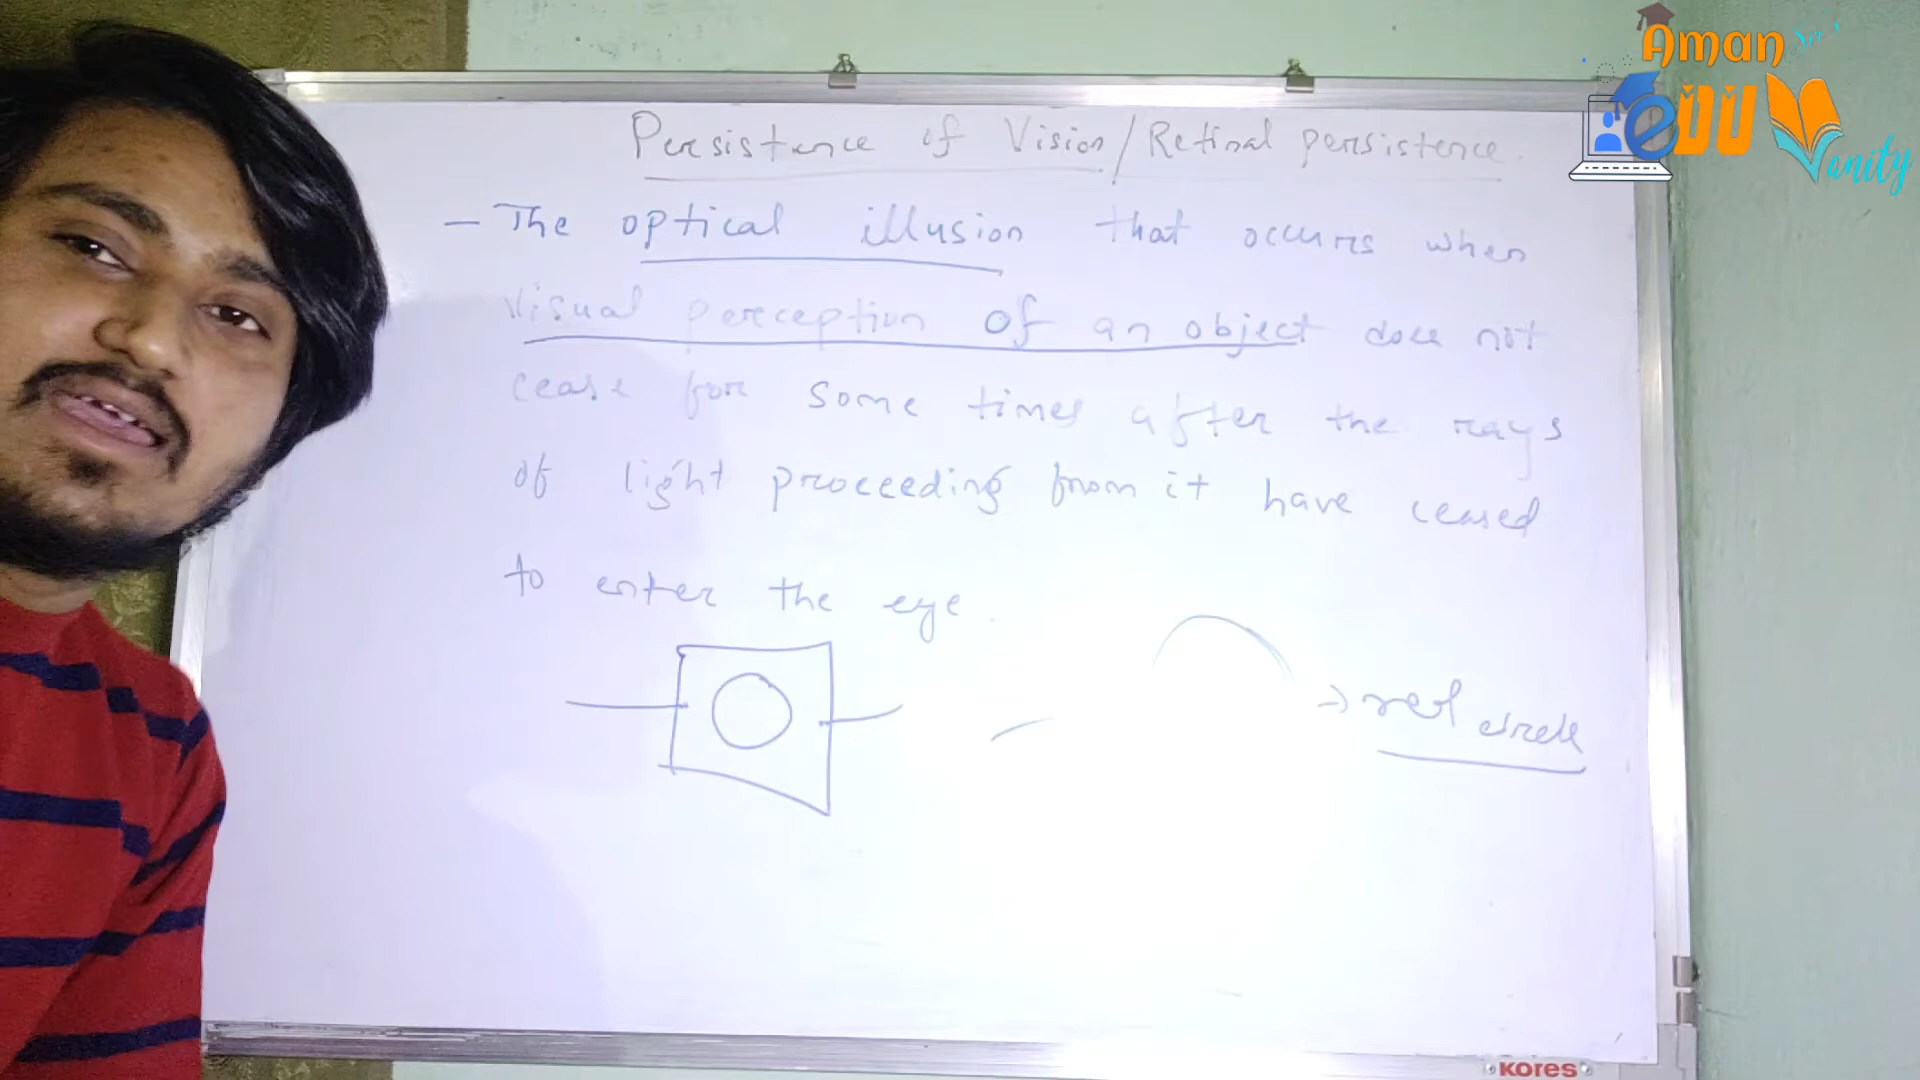 Aman Sir's
eDU Vanity
Persistence of Vision/Retinal persistence.
- The optical illusion that occurs when
visual perception of an object does not
cease for some times after the rays
of light proceeding from it have ceased
to enter the eye.
→ red circle
KORES